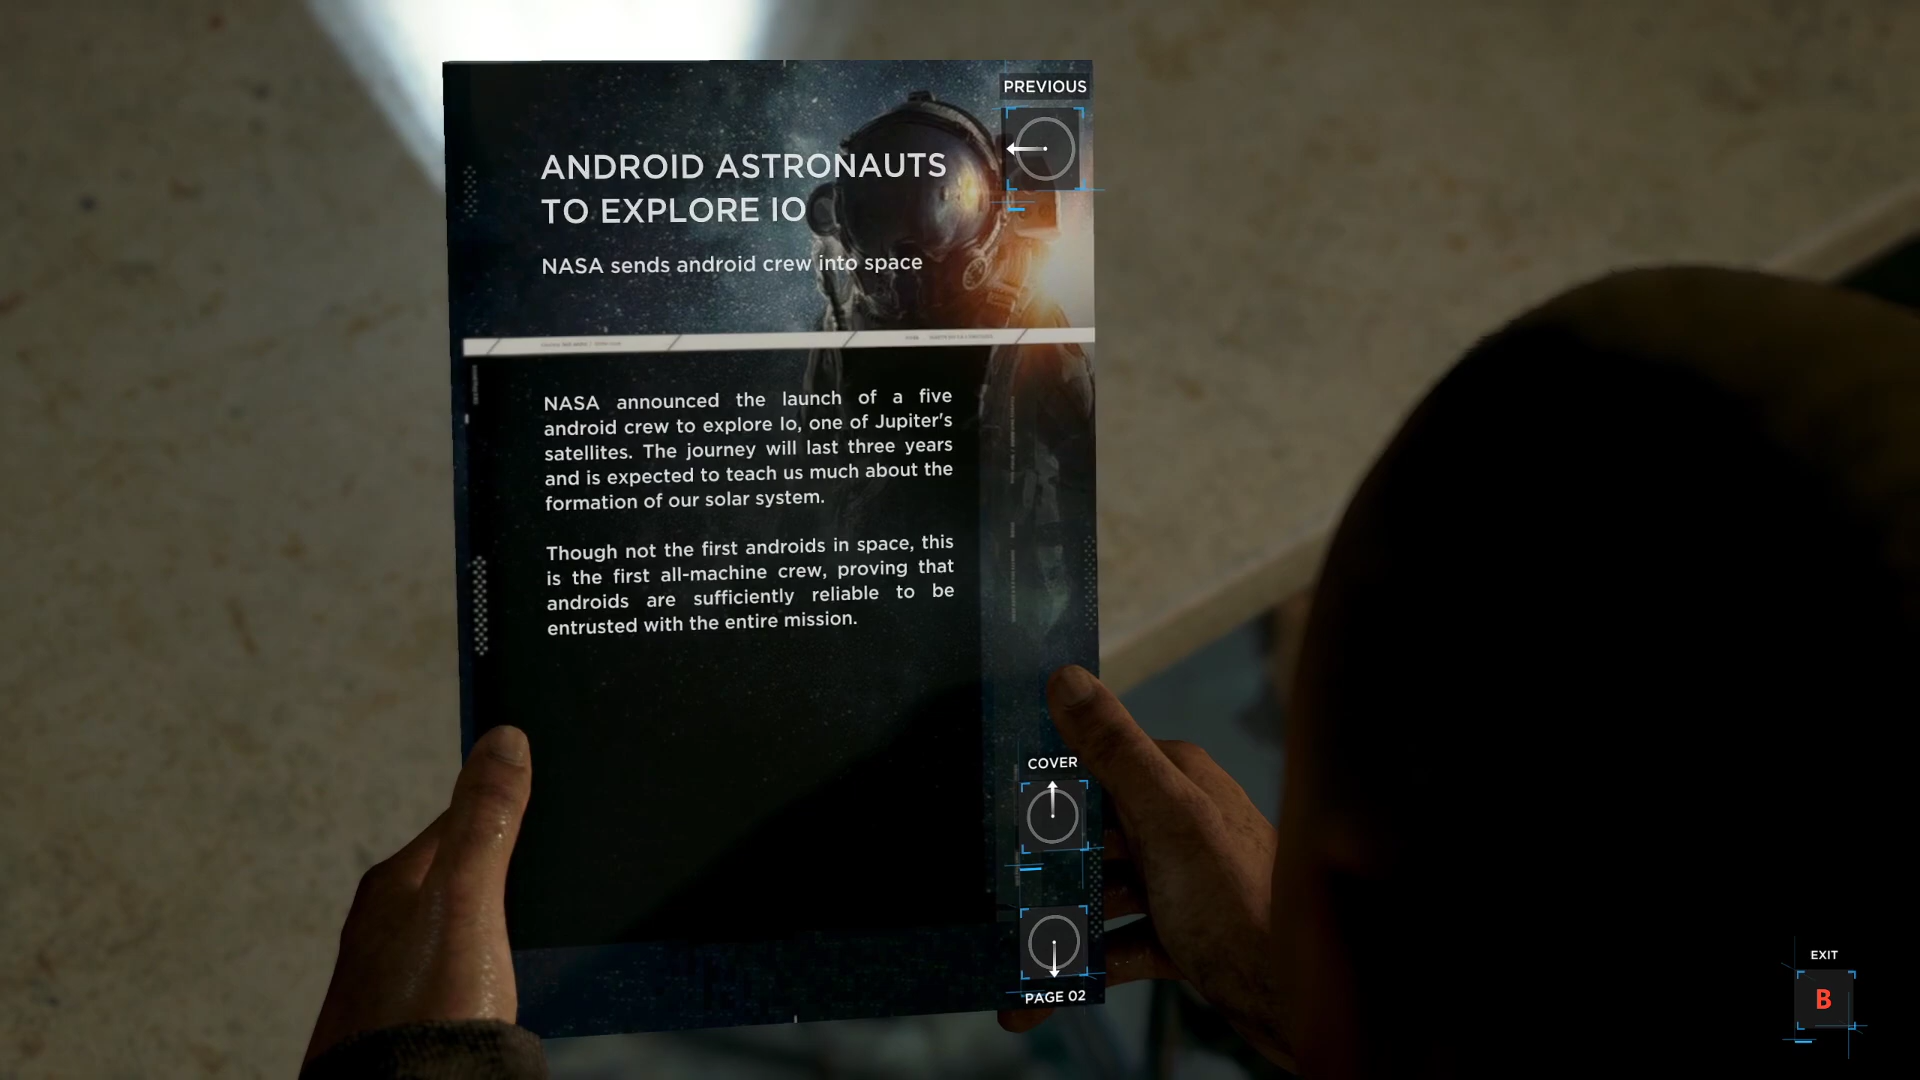 PREVIOUS
ANDROID ASTRONAUTS
TO EXPLORE IO
NASA sends android crew into space
NASA announced the launch of a five
android crew to explore Io, one of Jupiter's
satellites. The journey will last three years
and is expected to teach us much about the
formation of our solar system.
Though not the first androids in space, this
is the first all-machine crew, proving that
androids are sufficiently reliable to be
entrusted with the entire mission.
COVER
PAGE 02
EXIT
B